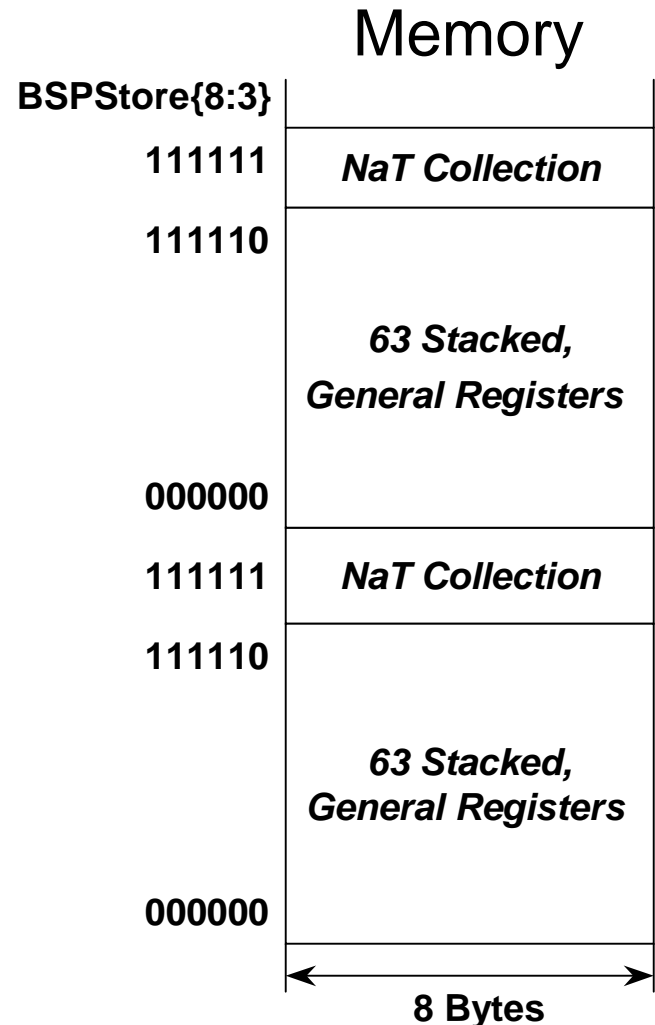 Memory
BSPStore{8:3}
111111
NaT Collection
111110
63 Stacked,
General Registers
000000
111111
NaT Collection
111110
63 Stacked,
General Registers
000000
8 Bytes